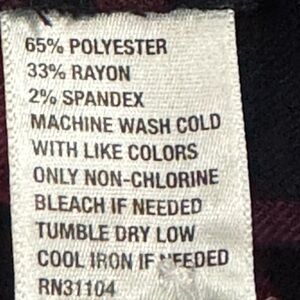 65% POLYESTER
33% RAYON
2% SPANDEX
MACHINE WASH COLD
WITH LIKE COLORS
ONLY NON-CHLORINE
BLEACH IF NEEDED
TUMBLE DRY LOW
COOL IRON IF NEEDED
RN31104